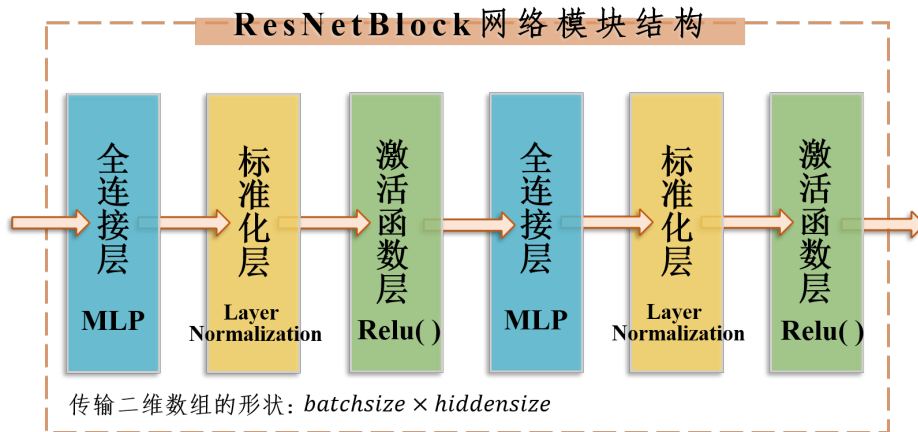 ResNetBlock网络模块结构
全连接层
MLP
标准化层
Layer
Normalization
激活函数层
Relu( )
全连接层
MLP
标准化层
Layer
Normalization
激活函数层
Relu( )
传输二维数组的形状: batchsize × hiddensize